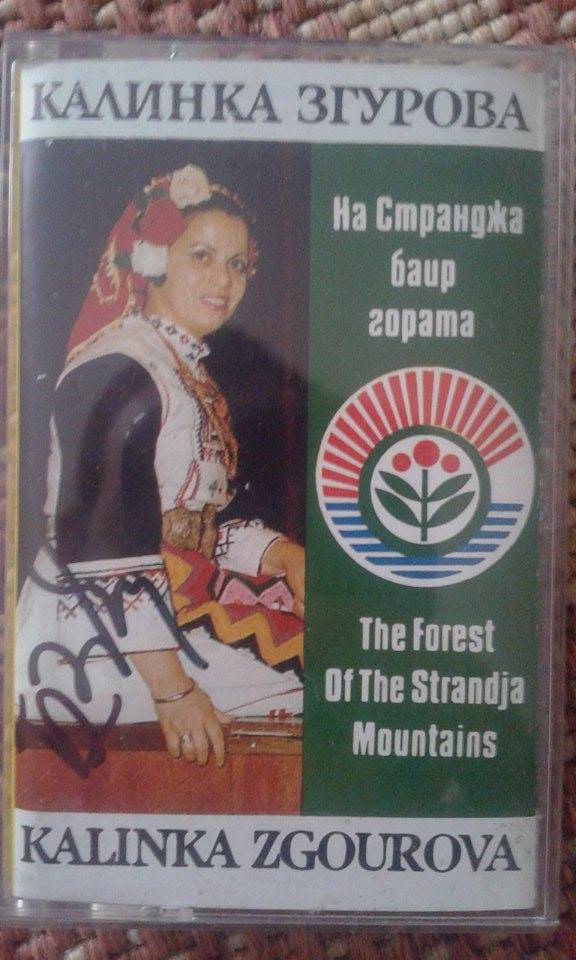 КАЛИНКА ЗГУРОВА
На Странджа
баир
гората
The Forest
Of The Strandja
Mountains
KALINKA ZGOUROVA